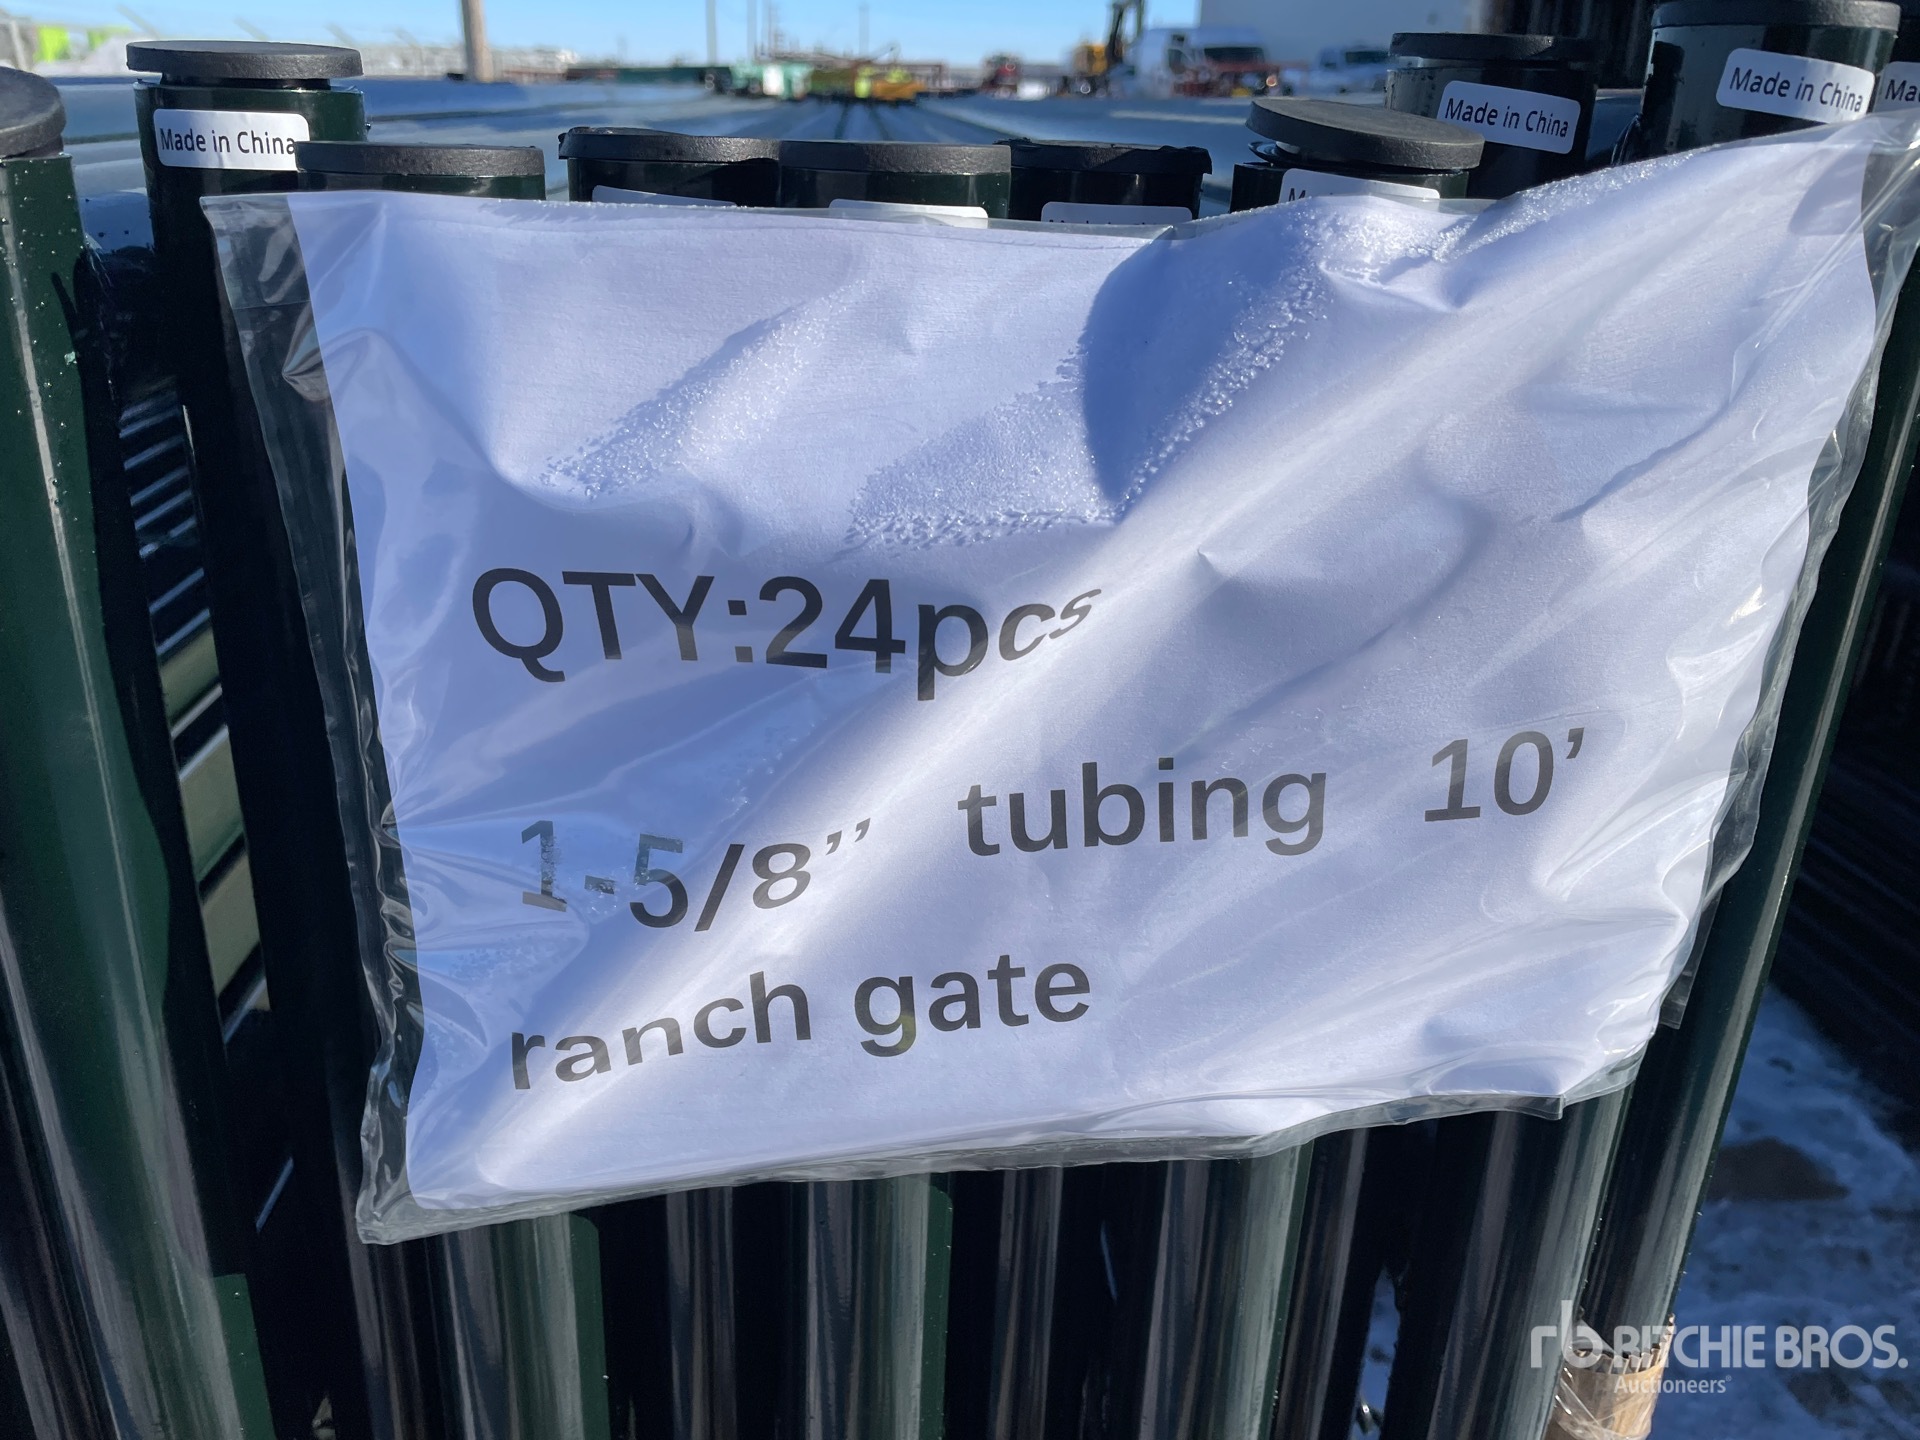 Made in China
Made in China
Made in China
QTY:24pcs
1-5/8’’ tubing 10’
ranch gate
rb RITCHIE BROS.
Auctioneers